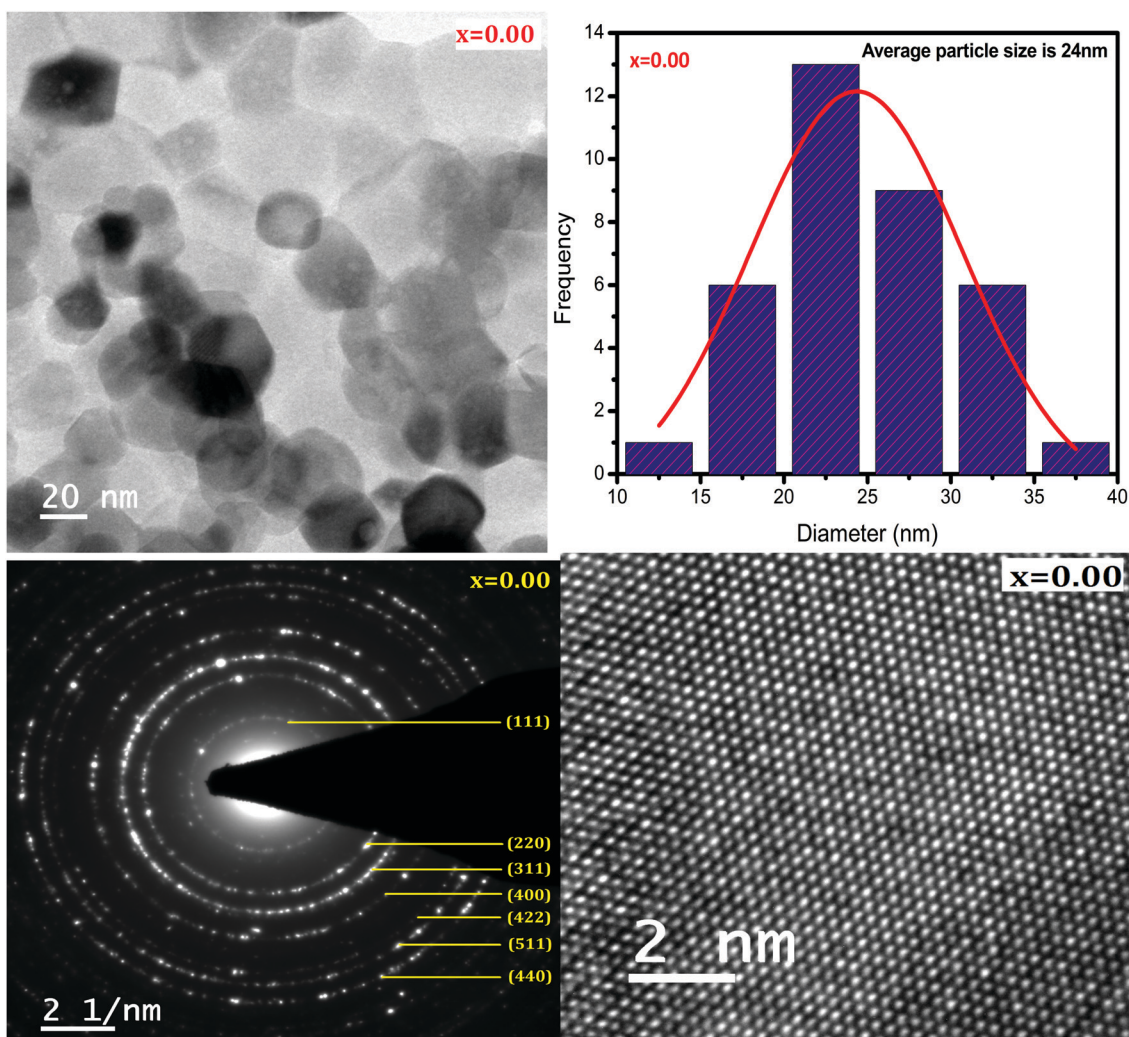 x=0.00
20 nm
x=0.00
Average particle size is 24nm
Frequency
14
12
10
8
6
4
2
0
10
15
20
25
30
35
40
Diameter (nm)
x=0.00
(111)
(220)
(311)
(400)
(422)
(511)
(440)
2 1/nm
x=0.00
2 nm